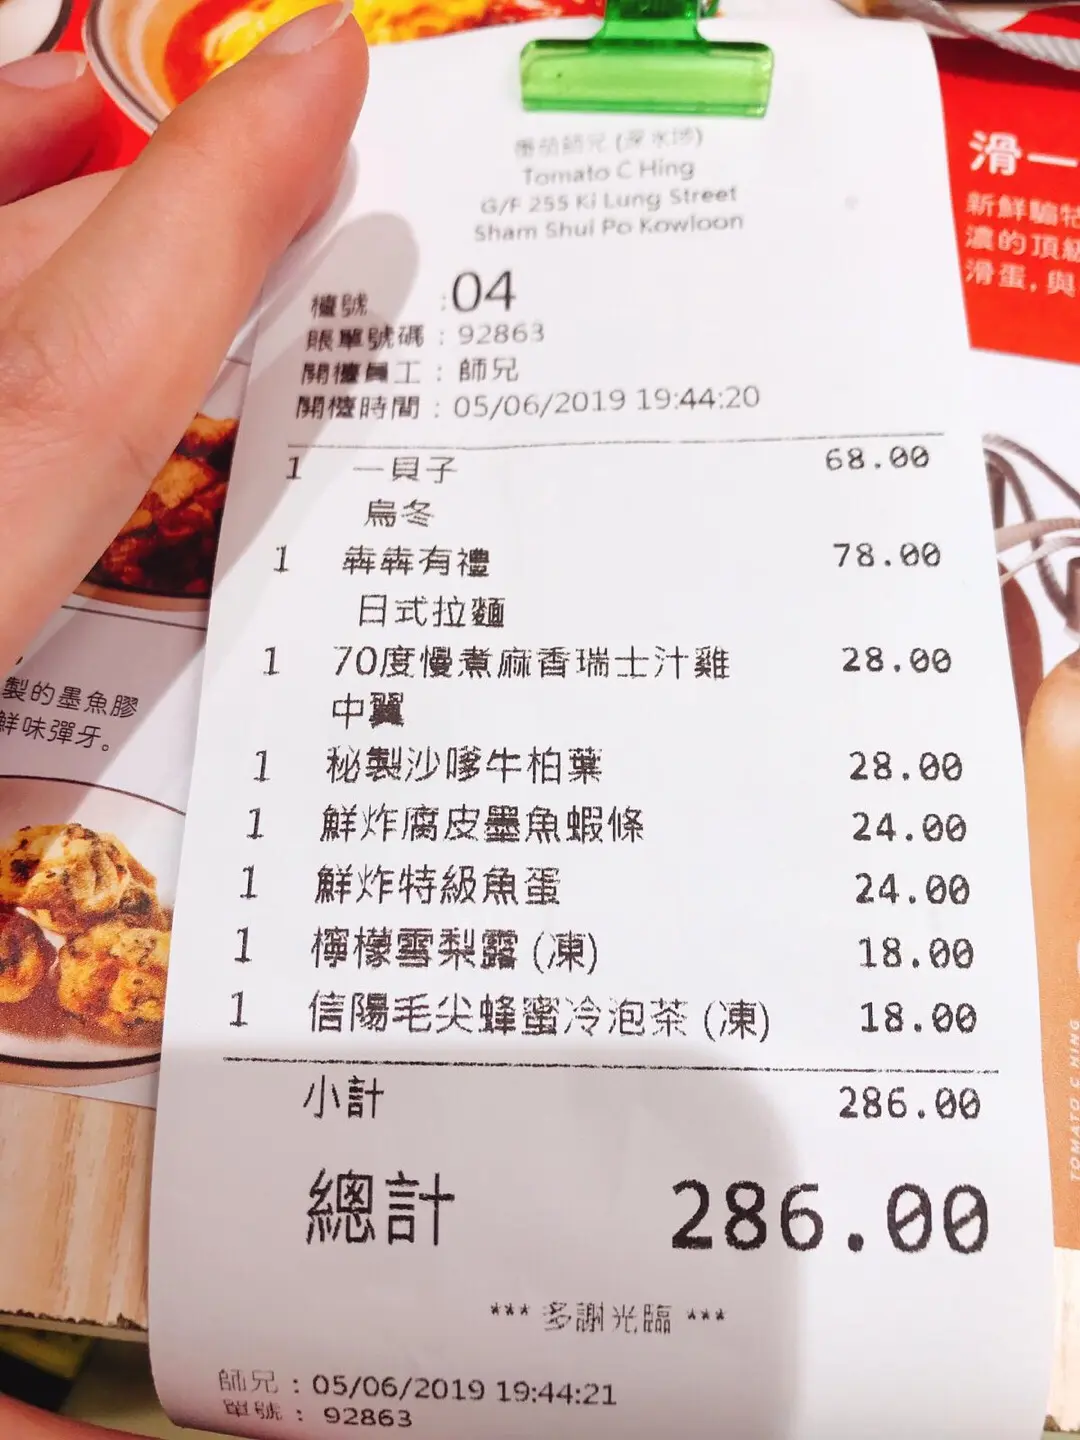 番茄師兄 (深水埗)
Tomato C Hing
G/F 255 Ki Lung Street
Sham Shui Po Kowloon
檯號 :04
賬單號碼 : 92863
開檯員工 : 師兄
開檯時間 : 05/06/2019 19:44:20
1 一貝子 68.00
烏冬
1 犇犇有禮 78.00
日式拉麵
1 70度慢煮麻香瑞士汁雞 28.00
中翼
1 秘製沙嗲牛柏葉 28.00
1 鮮炸腐皮墨魚蝦條 24.00
1 鮮炸特級魚蛋 24.00
1 檸檬雪梨露 (凍) 18.00
1 信陽毛尖蜂蜜冷泡茶 (凍) 18.00
小計 286.00
總計 286.00
*** 多謝光臨 ***
師兄 : 05/06/2019 19:44:21
單號 : 92863
滑一
新鮮騸牯
濃的頂級
滑蛋, 與
製的墨魚膠
鮮味彈牙。
TOMATO C HING